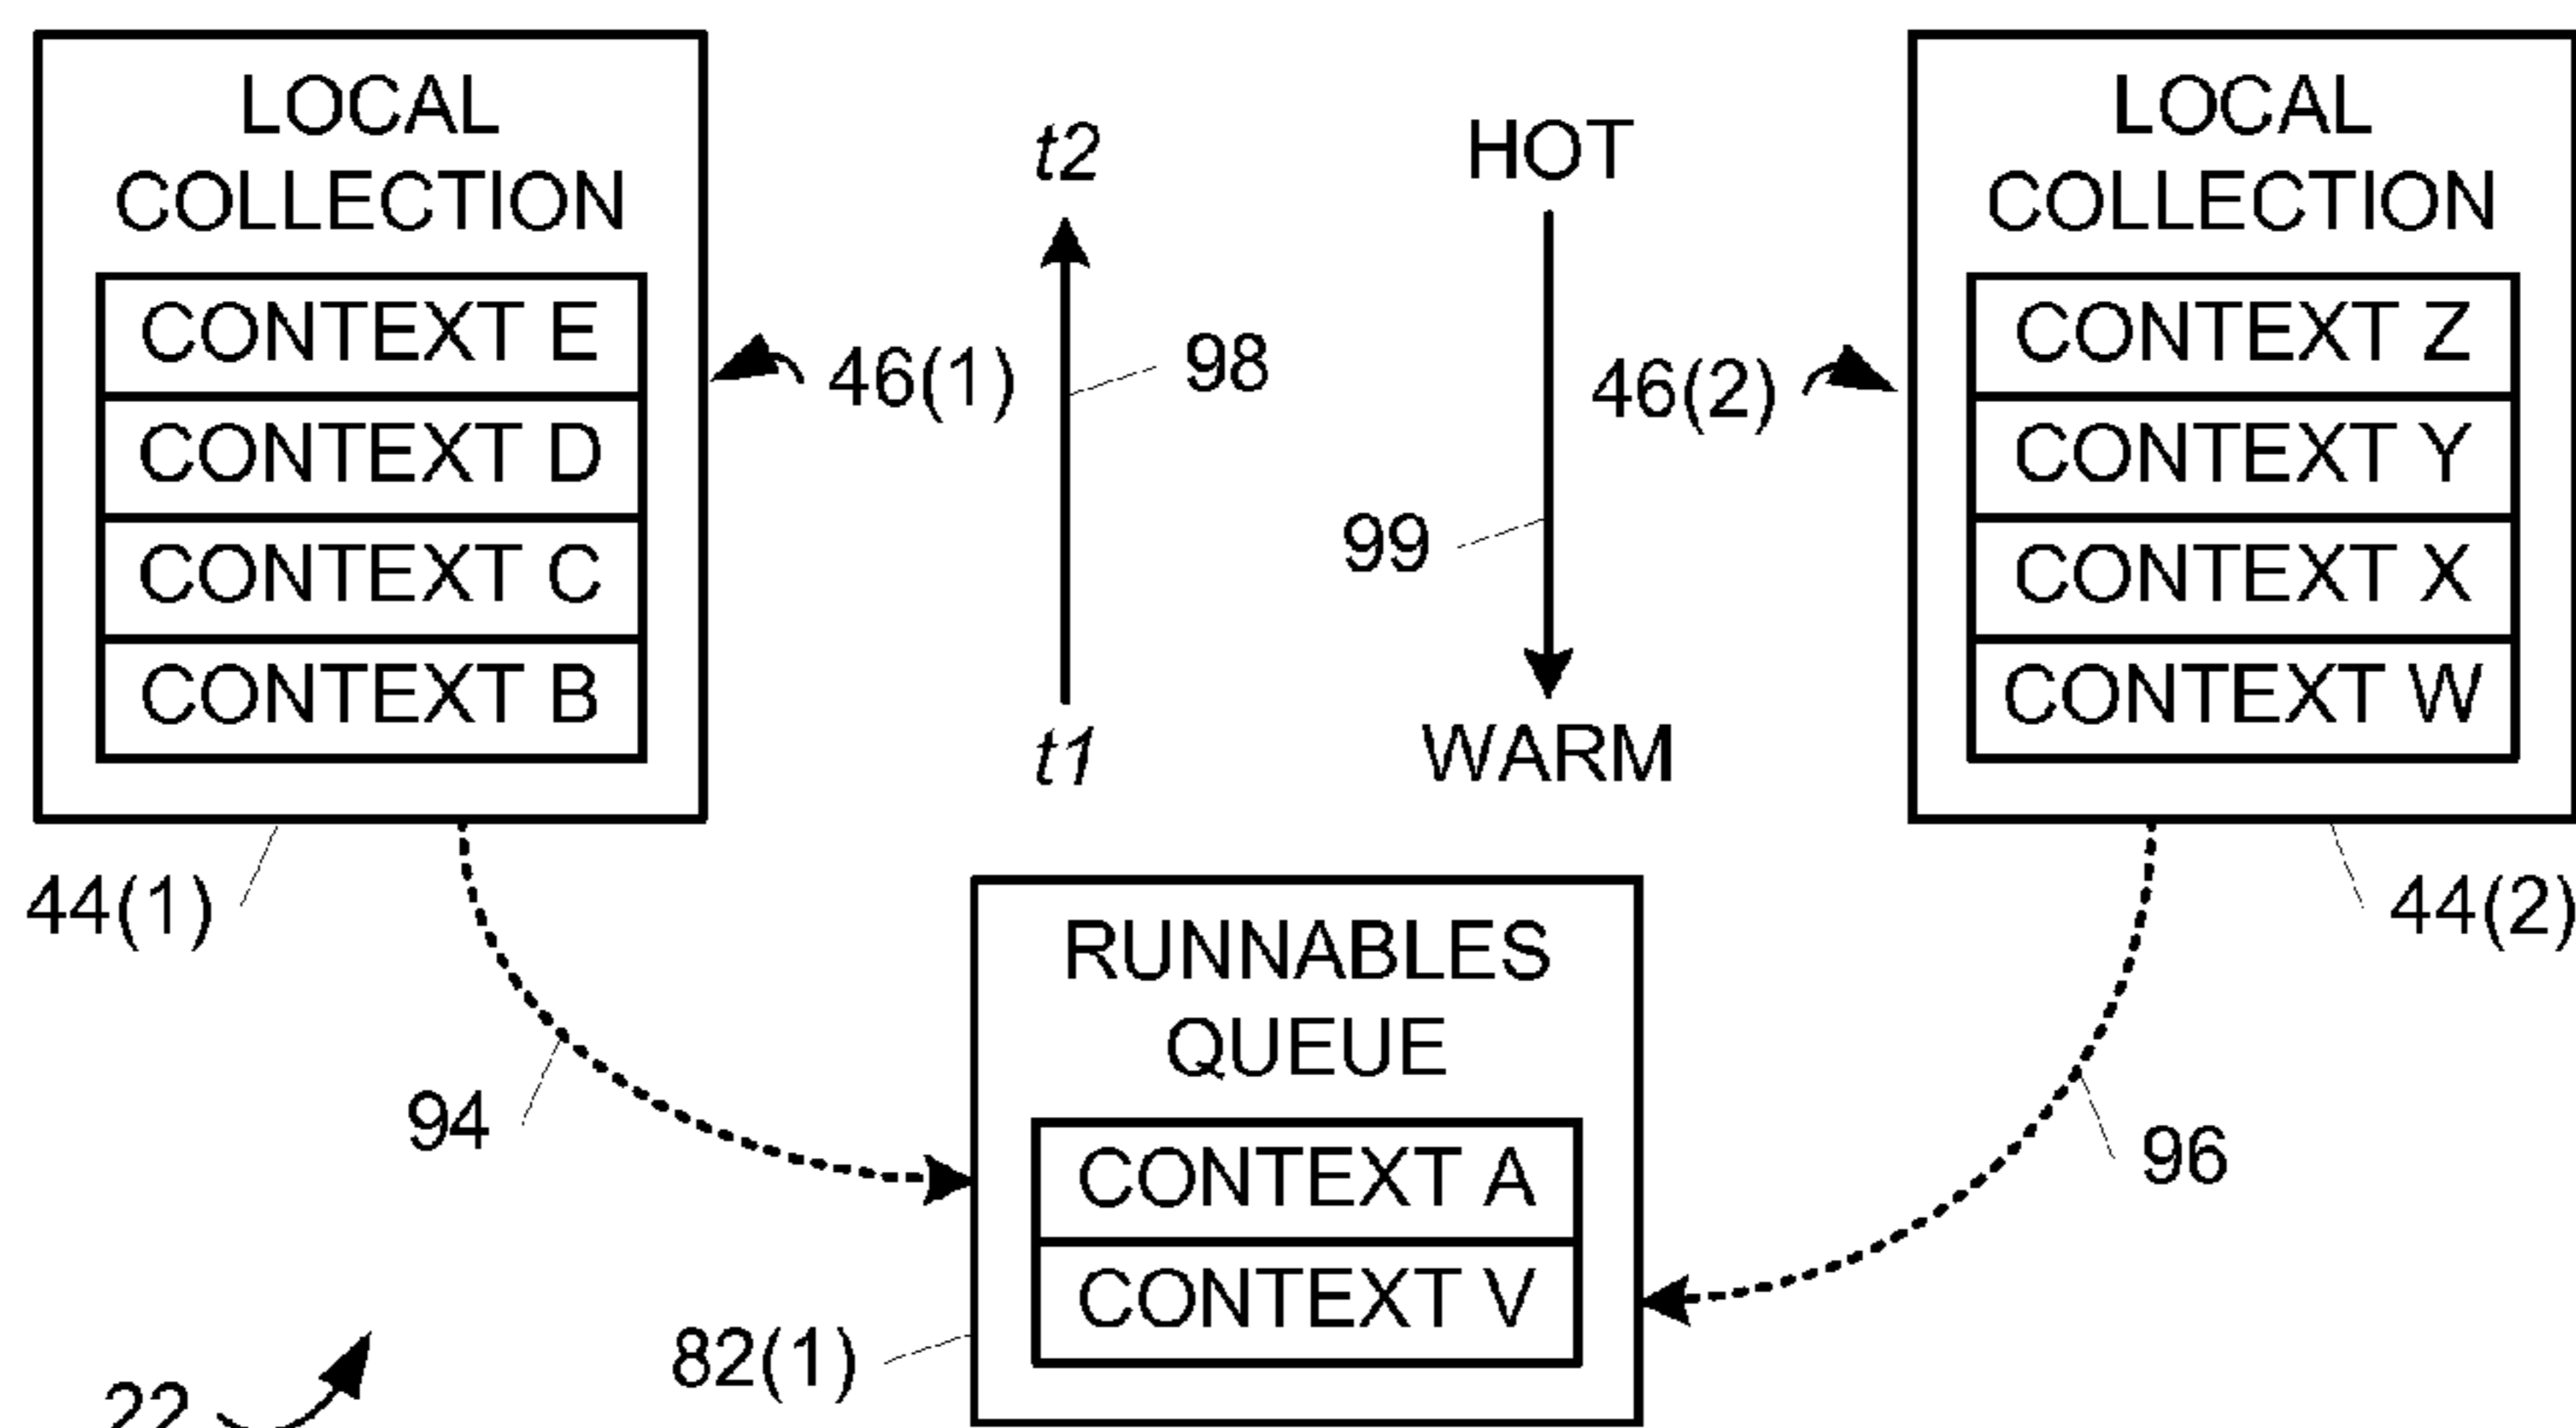 LOCAL
COLLECTION
CONTEXT E
CONTEXT D
CONTEXT C
CONTEXT B
46(1)
44(1)
t2
t1
98
HOT
WARM
99
46(2)
LOCAL
COLLECTION
CONTEXT Z
CONTEXT Y
CONTEXT X
CONTEXT W
44(2)
94
96
RUNNABLES
QUEUE
CONTEXT A
CONTEXT V
82(1)
22